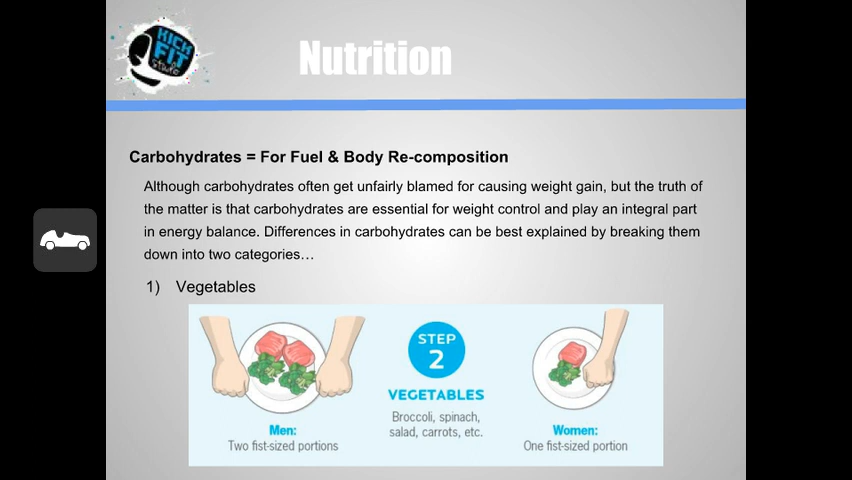 KICK
FIT
Studio
Nutrition
Carbohydrates = For Fuel & Body Re-composition
Although carbohydrates often get unfairly blamed for causing weight gain, but the truth of
the matter is that carbohydrates are essential for weight control and play an integral part
in energy balance. Differences in carbohydrates can be best explained by breaking them
down into two categories…
1) Vegetables
STEP
2
VEGETABLES
Broccoli, spinach,
salad, carrots, etc.
Men:
Two fist-sized portions
Women:
One fist-sized portion